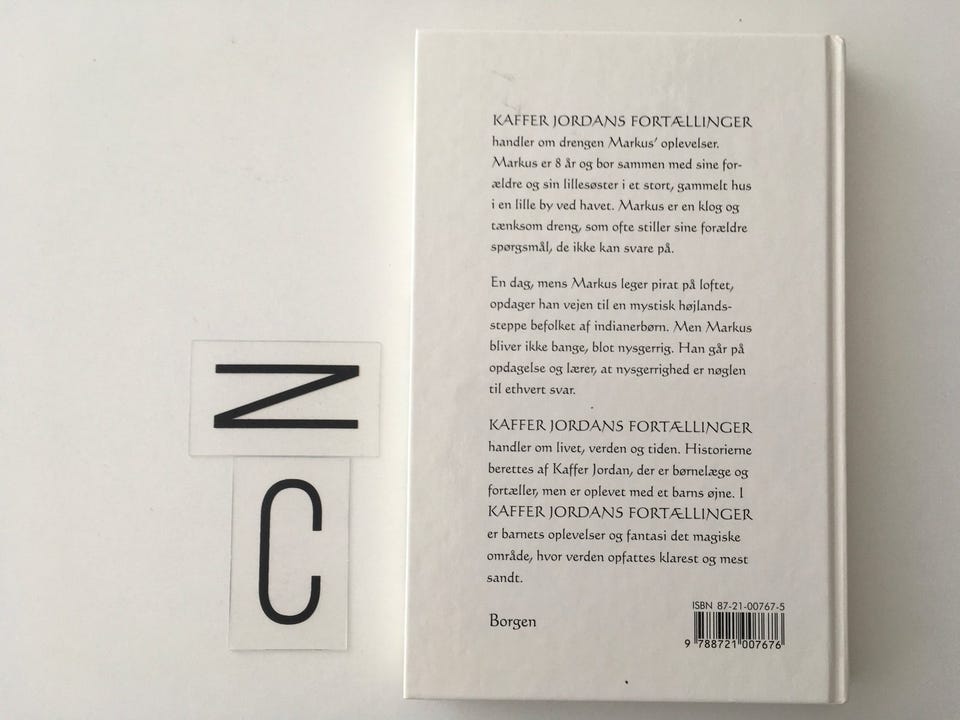 KAFFER JORDANS FORTÆLLINGER
handler om drengen Markus' oplevelser.
Markus er 8 år og bor sammen med sine for-
ældre og sin lillesøster i et stort, gammelt hus
i en lille by ved havet. Markus er en klog og
tænksom dreng, som ofte stiller sine forældre
spørgsmål, de ikke kan svare på.
En dag, mens Markus leger pirat på loftet,
opdager han vejen til en mystisk højlands-
steppe befolket af indianerbørn. Men Markus
bliver ikke bange, blot nysgerrig. Han går på
opdagelse og lærer, at nysgerrighed er nøglen
til ethvert svar.
KAFFER JORDANS FORTÆLLINGER
handler om livet, verden og tiden. Historierne
berettes af Kaffer Jordan, der er børnelæge og
fortæller, men er oplevet med et barns øjne. I
KAFFER JORDANS FORTÆLLINGER
er barnets oplevelser og fantasi det magiske
område, hvor verden opfattes klarest og mest
sandt.
Borgen
ISBN 87-21-00767-5
9 788721 007676
N
C